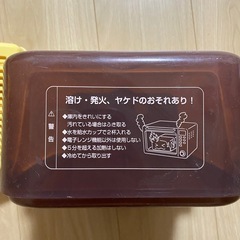 溶け・発火、ヤケドのおそれあり!
警告
◆庫内をきれいにする
汚れている場合はふき取る
◆水を給水カップで2杯入れる
◆電子レンジ機能以外は使用しない
◆5分を超える加熱はしない
◆冷めてから取り出す